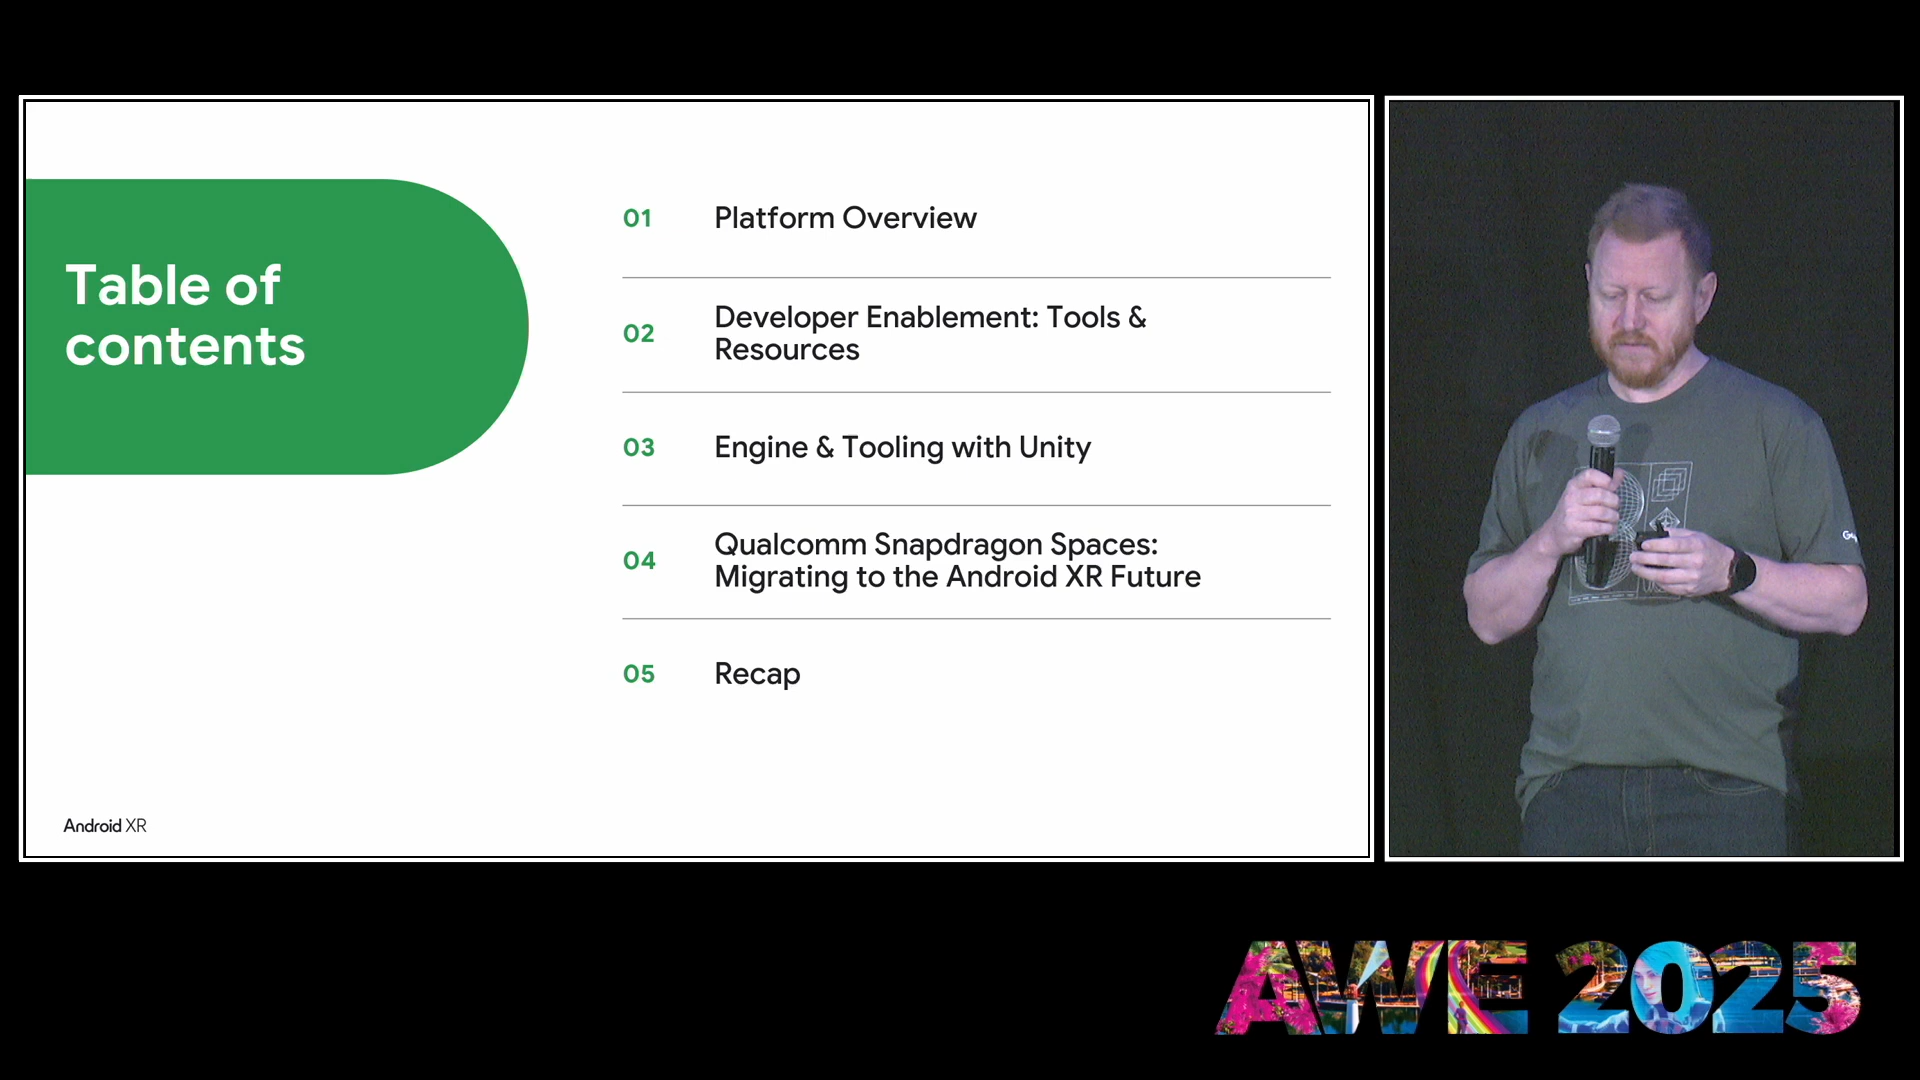 Table of
contents
01
Platform Overview
02
Developer Enablement: Tools &
Resources
03
Engine & Tooling with Unity
04
Qualcomm Snapdragon Spaces:
Migrating to the Android XR Future
05
Recap
Android XR
AWE 2025